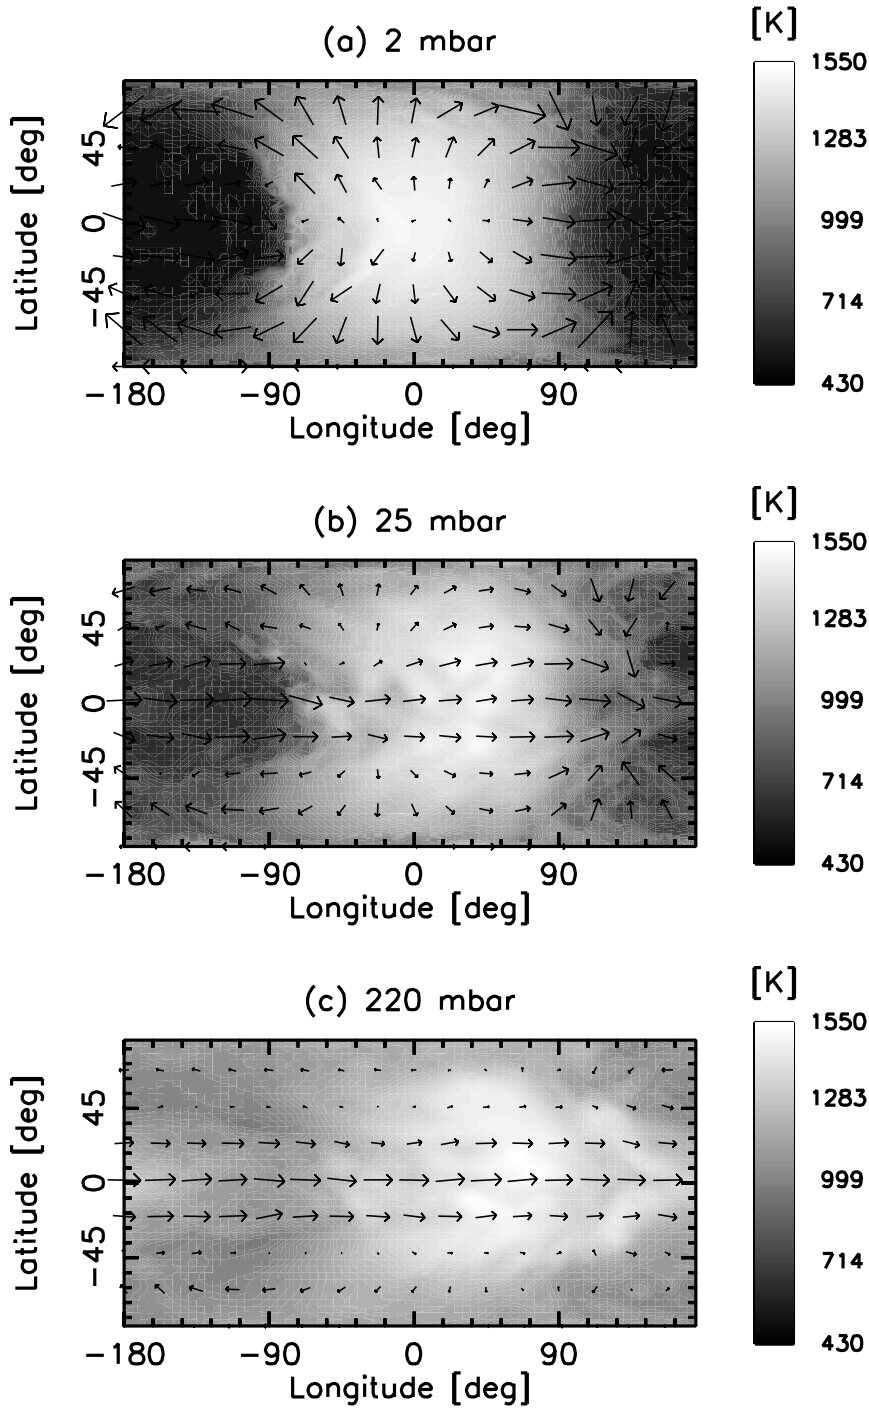 (a) 2 mbar
[K]
Latitude [deg]
45
0
−45
−180 −90 0 90
Longitude [deg]
1550
1283
999
714
430
(b) 25 mbar
[K]
Latitude [deg]
45
0
−45
−180 −90 0 90
Longitude [deg]
1550
1283
999
714
430
(c) 220 mbar
[K]
Latitude [deg]
45
0
−45
−180 −90 0 90
Longitude [deg]
1550
1283
999
714
430